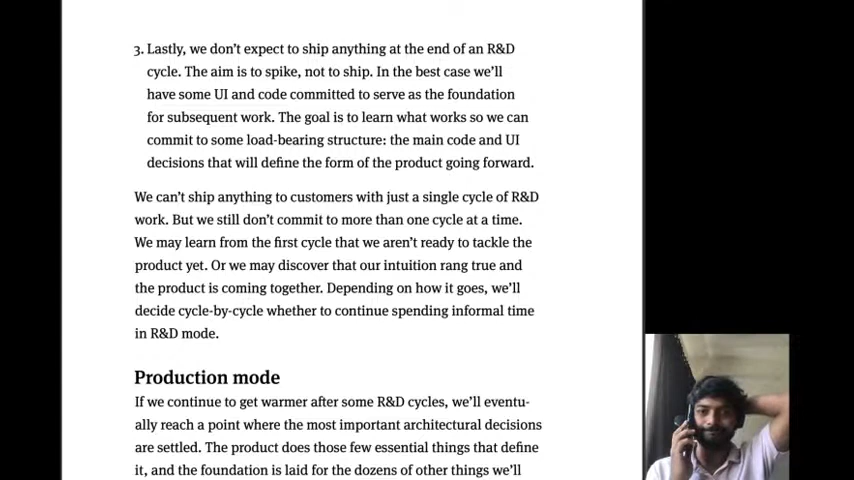 3. Lastly, we don't expect to ship anything at the end of an R&D
cycle. The aim is to spike, not to ship. In the best case we'll
have some UI and code committed to serve as the foundation
for subsequent work. The goal is to learn what works so we can
commit to some load-bearing structure: the main code and UI
decisions that will define the form of the product going forward.
We can't ship anything to customers with just a single cycle of R&D
work. But we still don't commit to more than one cycle at a time.
We may learn from the first cycle that we aren't ready to tackle the
product yet. Or we may discover that our intuition rang true and
the product is coming together. Depending on how it goes, we'll
decide cycle-by-cycle whether to continue spending informal time
in R&D mode.
Production mode
If we continue to get warmer after some R&D cycles, we'll eventu-
ally reach a point where the most important architectural decisions
are settled. The product does those few essential things that define
it, and the foundation is laid for the dozens of other things we'll